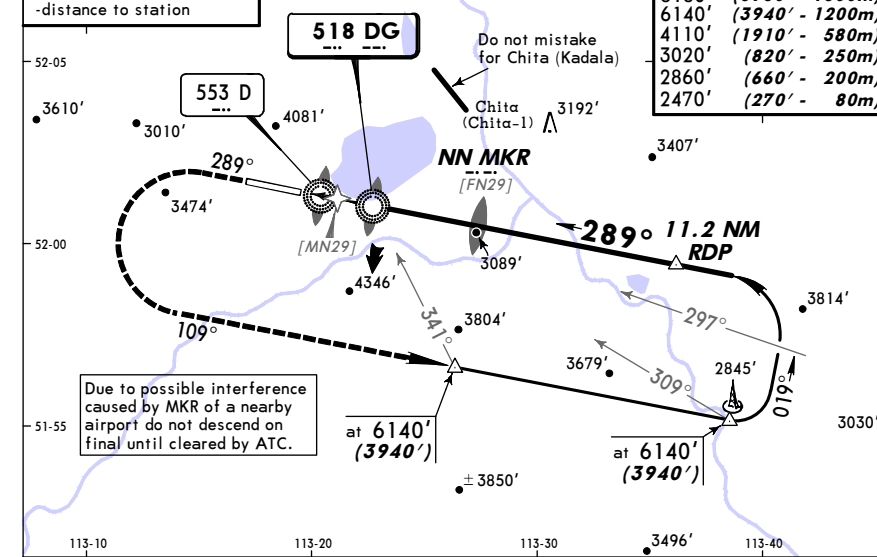 -distance to station
6140' (3940' - 1200m)
4110' (1910' - 580m)
3020' (820' - 250m)
2860' (660' - 200m)
2470' (270' - 80m)
518 DG
553 D
Do not mistake
for Chita (Kadala)
Chita
(Chita-1)
3192'
52-05
3610'
3010'
4081'
3407'
NN MKR
[FN29]
289°
3474'
[MN29]
52-00
289°
11.2 NM
RDP
3089'
4346'
341°
3814'
297°
3804'
109°
3679'
309°
2845'
019°
Due to possible interference
caused by MKR of a nearby
airport do not descend on
final until cleared by ATC.
at 6140'
(3940')
at 6140'
(3940')
51-55
3030'
±3850'
3496'
113-10
113-20
113-30
113-40